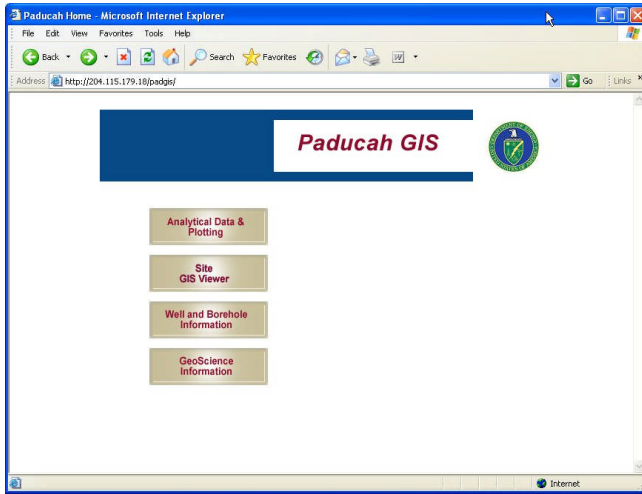 Paducah Home - Microsoft Internet Explorer
File Edit View Favorites Tools Help
Back Search Favorites
Address http://204.115.179.18/padgis/ Go Links
Paducah GIS
Analytical Data &
Plotting
Site
GIS Viewer
Well and Borehole
Information
GeoScience
Information
Internet